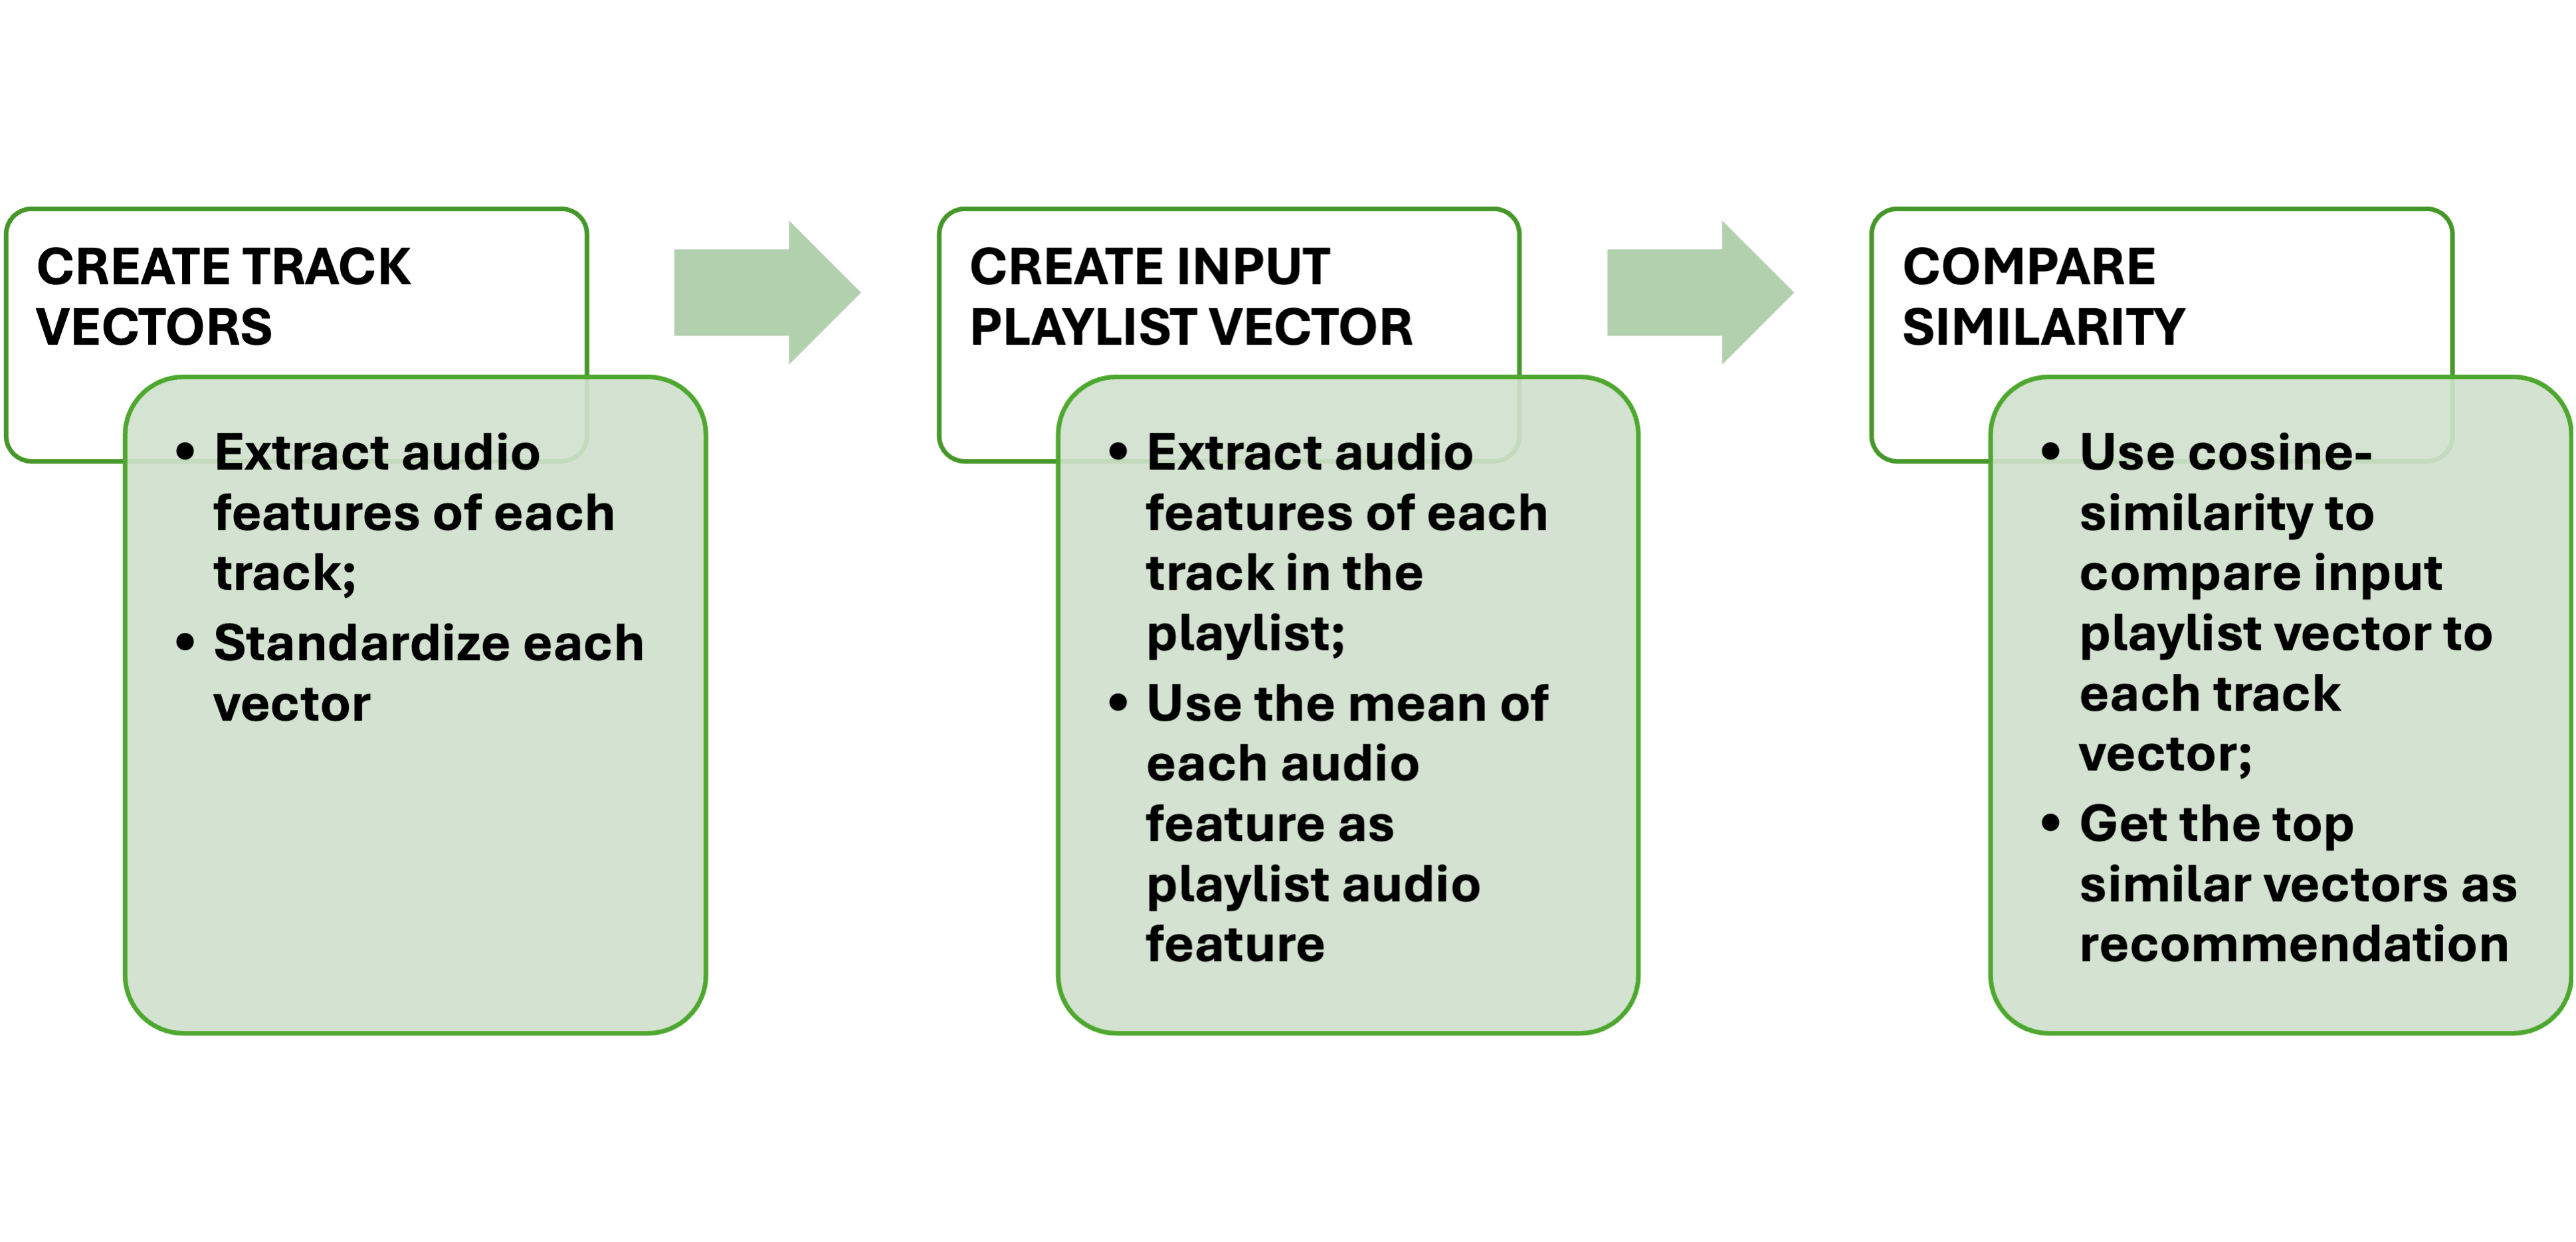 CREATE TRACK
VECTORS
• Extract audio
features of each
track;
• Standardize each
vector
CREATE INPUT
PLAYLIST VECTOR
• Extract audio
features of each
track in the
playlist;
• Use the mean of
each audio
feature as
playlist audio
feature
COMPARE
SIMILARITY
• Use cosine-
similarity to
compare input
playlist vector to
each track
vector;
• Get the top
similar vectors as
recommendation